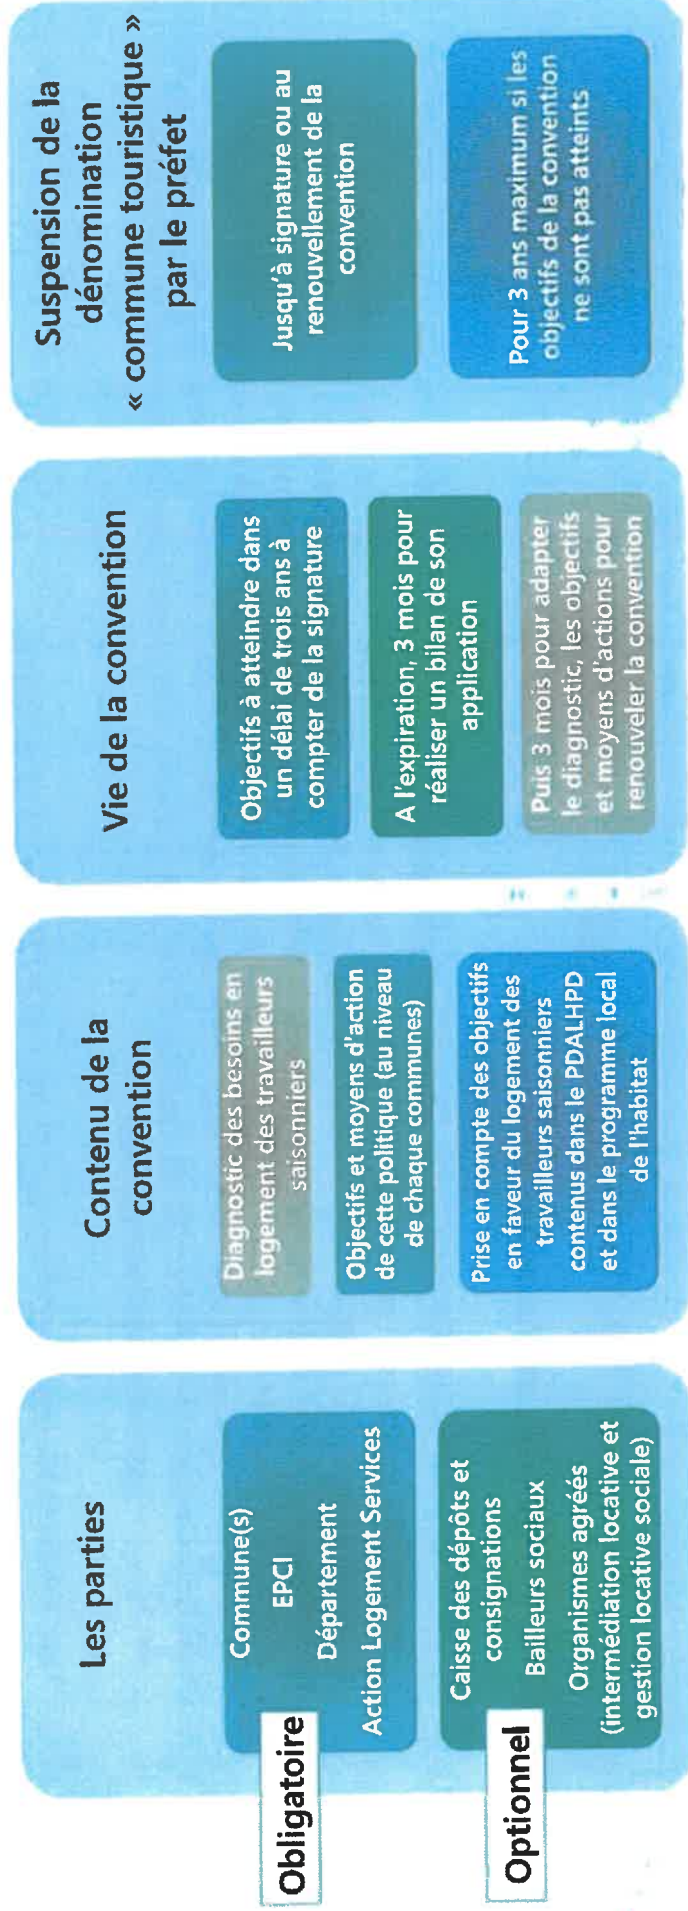 Les parties
Obligatoire
Commune(s)
EPCI
Département
Action Logement Services
Optionnel
Caisse des dépôts et
consignations
Bailleurs sociaux
Organismes agréés
(intermédiation locative et
gestion locative sociale)
Contenu de la
convention
Diagnostic des besoins en
logement des travailleurs
saisonniers
Objectifs et moyens d'action
de cette politique (au niveau
de chaque communes)
Prise en compte des objectifs
en faveur du logement des
travailleurs saisonniers
contenus dans le PDALHPD
et dans le programme local
de l'habitat
Vie de la convention
Objectifs à atteindre dans
un délai de trois ans à
compter de la signature
A l'expiration, 3 mois pour
réaliser un bilan de son
application
Puis 3 mois pour adapter
le diagnostic, les objectifs
et moyens d'actions pour
renouveler la convention
Suspension de la
dénomination
« commune touristique »
par le préfet
Jusqu'à signature ou au
renouvellement de la
convention
Pour 3 ans maximum si les
objectifs de la convention
ne sont pas atteints